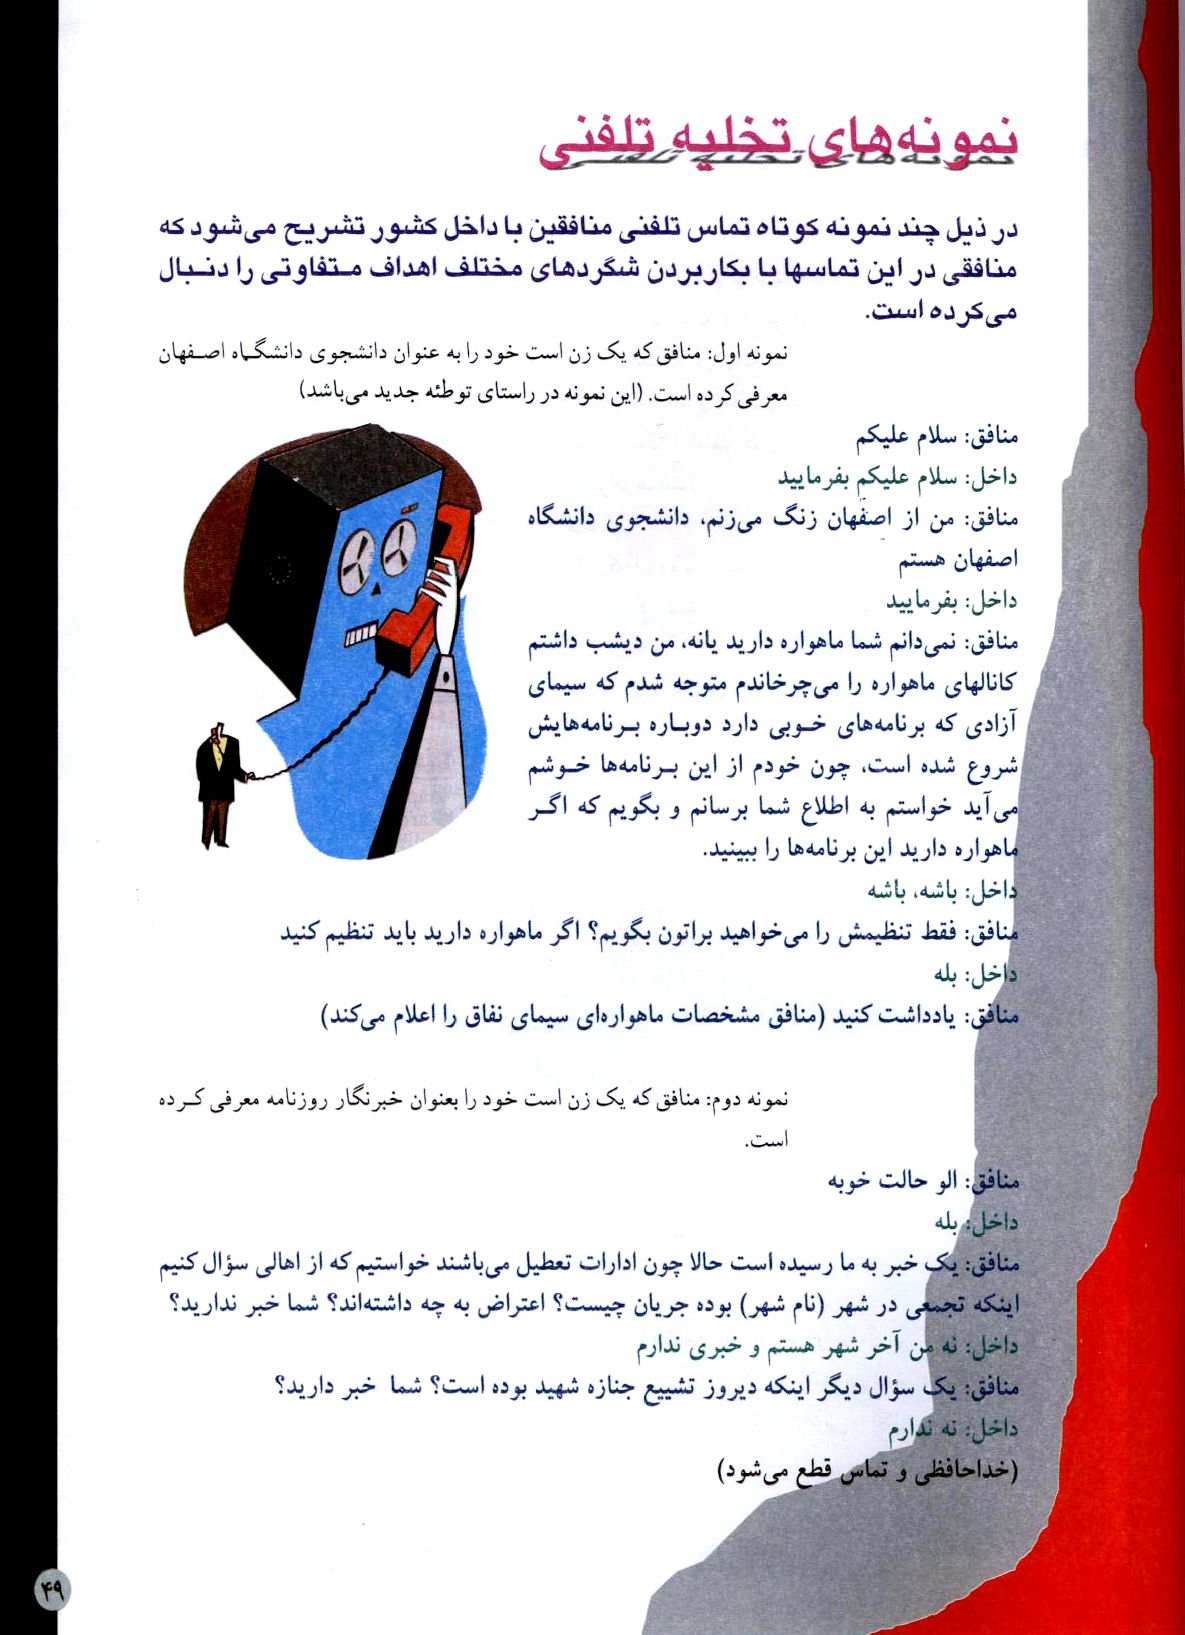 نمونه‌های تخلیه تلفنی
در ذیل چند نمونه کوتاه تماس تلفنی منافقین با داخل کشور تشریح می‌شود که
منافقی در این تماسها با بکار بردن شگردهای مختلف اهداف متفاوتی را دنبال
می‌کرده است.
نمونه اول: منافق که یک زن است خود را به عنوان دانشجوی دانشگاه اصفهان
معرفی کرده است. (این نمونه در راستای توطئه جدید می‌باشد)
منافق: سلام علیکم
داخل: سلام علیکم بفرمایید
منافق: من از اصفهان زنگ می‌زنم، دانشجوی دانشگاه
اصفهان هستم
داخل: بفرمایید
منافق: نمی‌دانم شما ماهواره دارید یانه، من دیشب داشتم
کانالهای ماهواره را می‌چرخاندم متوجه شدم که سیمای
آزادی که برنامه‌های خوبی دارد دوباره برنامه‌هایش
شروع شده است، چون خودم از این برنامه‌ها خوشم
می‌آید خواستم به اطلاع شما برسانم و بگویم که اگر
ماهواره دارید این برنامه‌ها را ببینید.
داخل: باشه، باشه
منافق: فقط تنظیمش را می‌خواهید براتون بگویم؟ اگر ماهواره دارید باید تنظیم کنید
داخل: بله
منافق: یادداشت کنید (منافق مشخصات ماهواره‌ای سیمای نفاق را اعلام می‌کند)
نمونه دوم: منافق که یک زن است خود را بعنوان خبرنگار روزنامه معرفی کرده
است.
منافق: الو حالت خوبه
داخل: بله
منافق: یک خبر به ما رسیده است حالا چون ادارات تعطیل می‌باشند خواستیم که از اهالی سؤال کنیم
اینکه تجمعی در شهر (نام شهر) بوده جریان چیست؟ اعتراض به چه داشته‌اند؟ شما خبر ندارید؟
داخل: نه من آخر شهر هستم و خبری ندارم
منافق: یک سؤال دیگر اینکه دیروز تشییع جنازه شهید بوده است؟ شما خبر دارید؟
داخل: نه ندارم
(خداحافظی و تماس قطع می‌شود)
۴۹